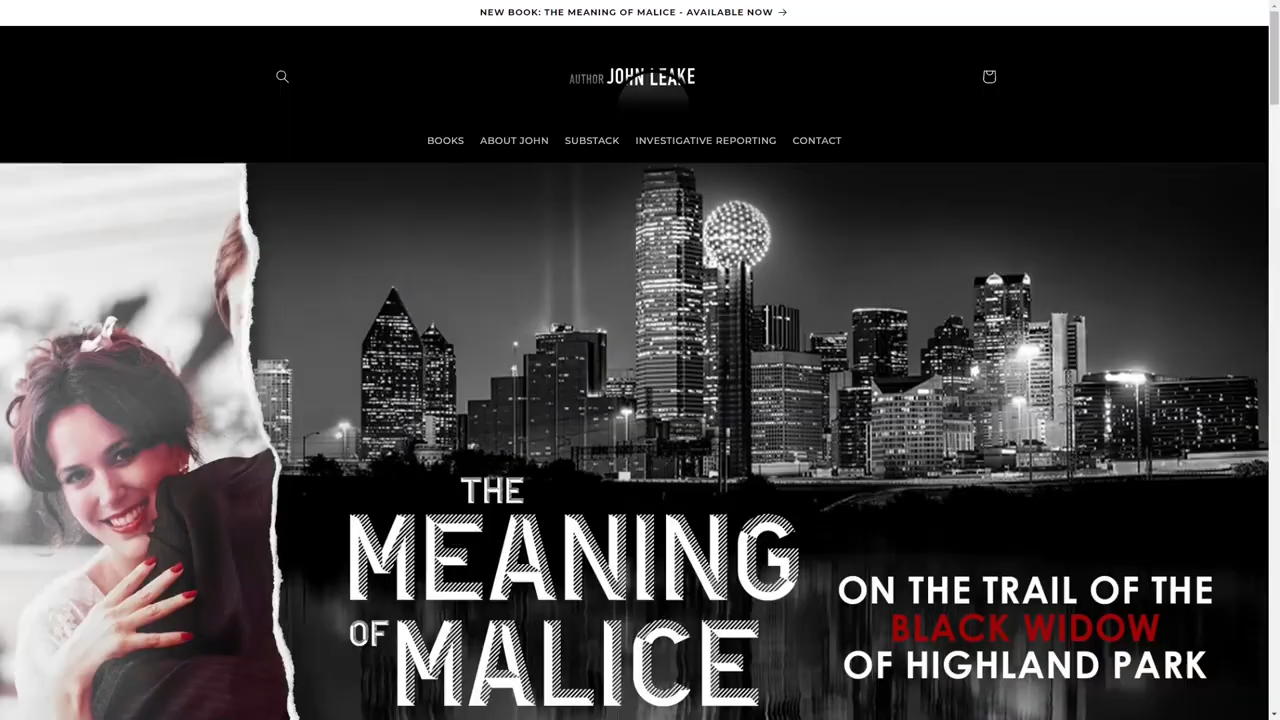 NEW BOOK: THE MEANING OF MALICE - AVAILABLE NOW →
AUTHOR JOHN LEAKE
BOOKS ABOUT JOHN SUBSTACK INVESTIGATIVE REPORTING CONTACT
THE
MEANING
OF MALICE
ON THE TRAIL OF THE
BLACK WIDOW
OF HIGHLAND PARK